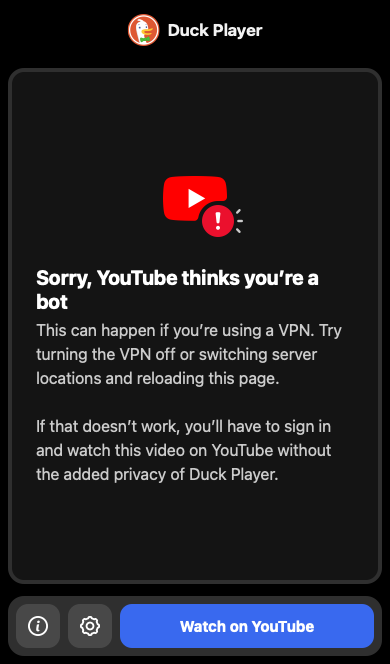 Duck Player
Sorry, YouTube thinks you’re a
bot
This can happen if you’re using a VPN. Try
turning the VPN off or switching server
locations and reloading this page.
If that doesn’t work, you’ll have to sign in
and watch this video on YouTube without
the added privacy of Duck Player.
Watch on YouTube